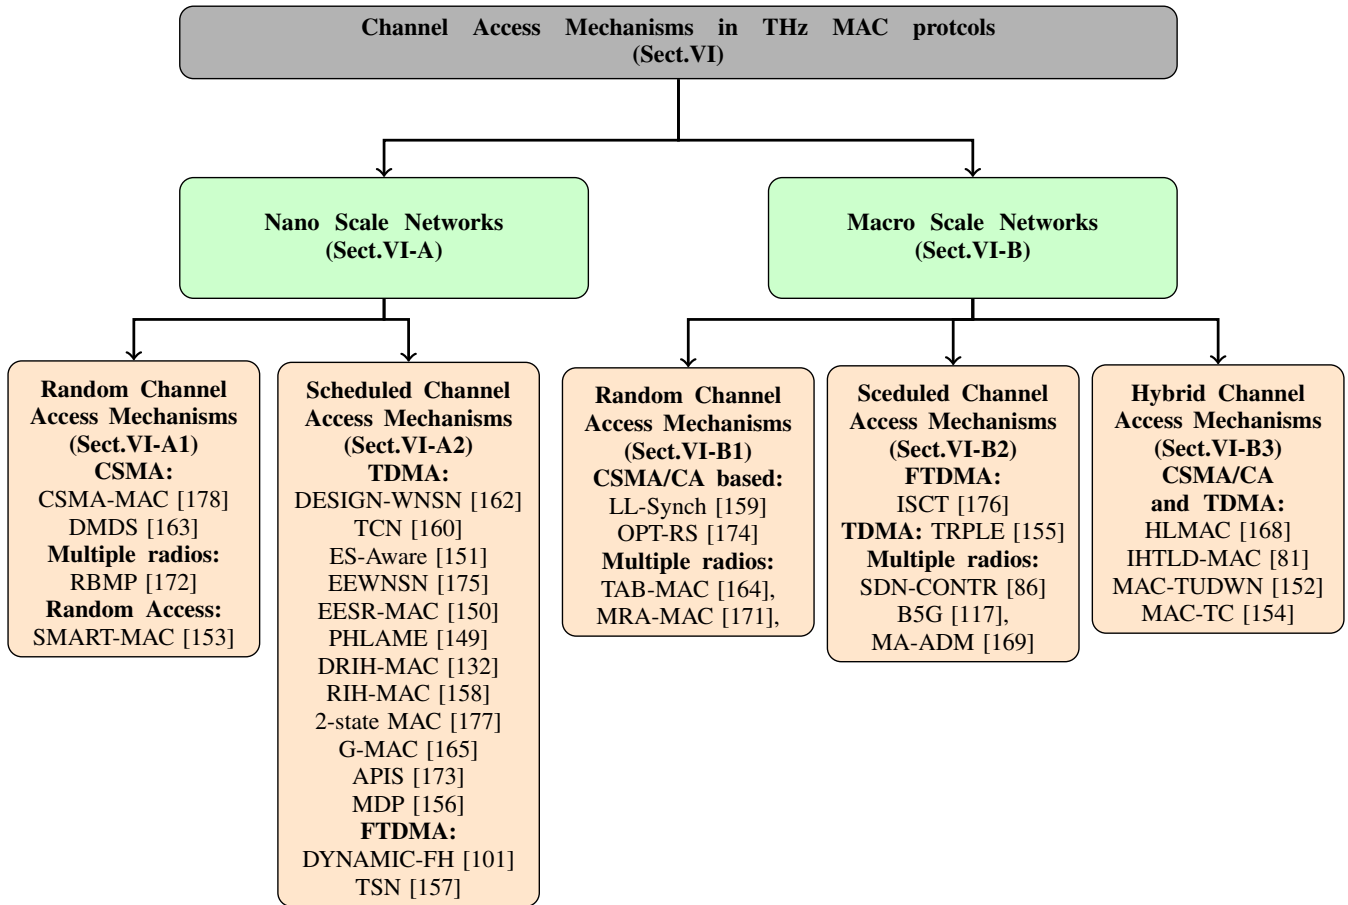 Channel Access Mechanisms in THz MAC protcols
(Sect.VI)
Nano Scale Networks
(Sect.VI-A)
Macro Scale Networks
(Sect.VI-B)
Random Channel
Access Mechanisms
(Sect.VI-A1)
CSMA:
CSMA-MAC [178]
DMDS [163]
Multiple radios:
RBMP [172]
Random Access:
SMART-MAC [153]
Scheduled Channel
Access Mechanisms
(Sect.VI-A2)
TDMA:
DESIGN-WNSN [162]
TCN [160]
ES-Aware [151]
EEWNSN [175]
EESR-MAC [150]
PHLAME [149]
DRIH-MAC [132]
RIH-MAC [158]
2-state MAC [177]
G-MAC [165]
APIS [173]
MDP [156]
FTDMA:
DYNAMIC-FH [101]
TSN [157]
Random Channel
Access Mechanisms
(Sect.VI-B1)
CSMA/CA based:
LL-Synch [159]
OPT-RS [174]
Multiple radios:
TAB-MAC [164],
MRA-MAC [171],
Sceduled Channel
Access Mechanisms
(Sect.VI-B2)
FTDMA:
ISCT [176]
TDMA: TRPLE [155]
Multiple radios:
SDN-CONTR [86]
B5G [117],
MA-ADM [169]
Hybrid Channel
Access Mechanisms
(Sect.VI-B3)
CSMA/CA
and TDMA:
HLMAC [168]
IHTLD-MAC [81]
MAC-TUDWN [152]
MAC-TC [154]